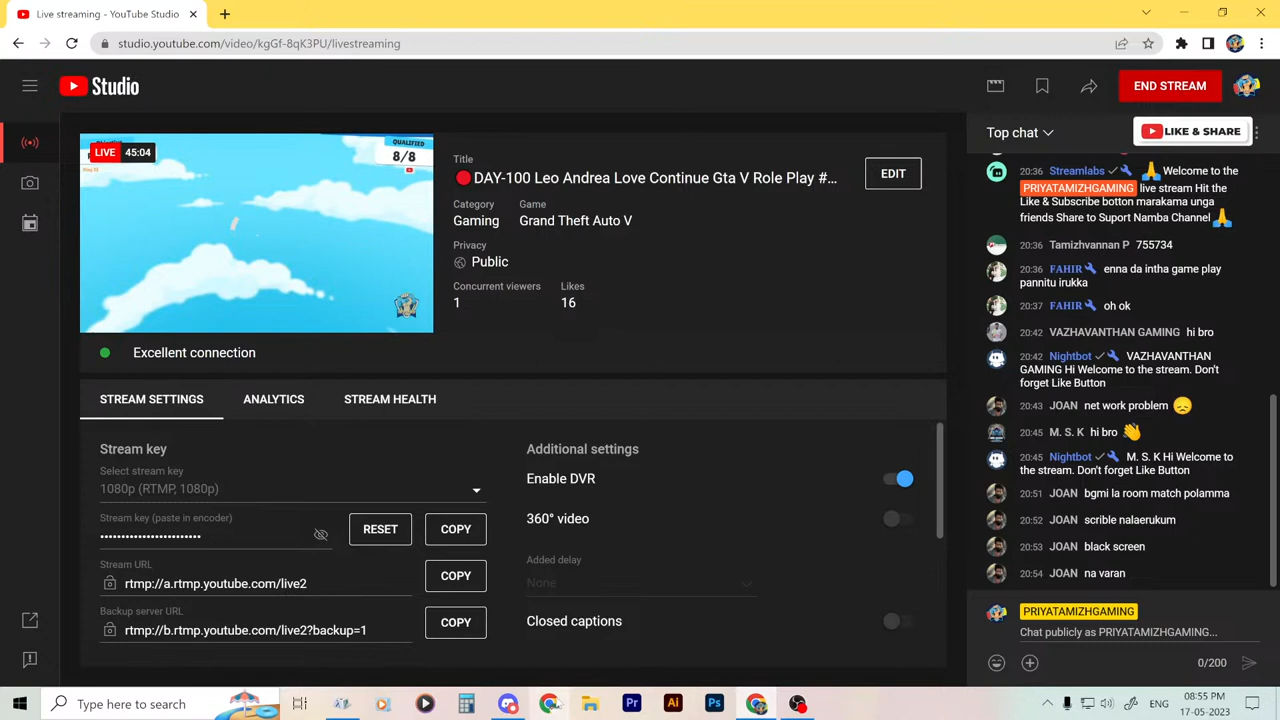 Live streaming - YouTube Studio
studio.youtube.com/video/kgGf-8qK3PU/livestreaming
Studio
END STREAM
LIVE 45:04
QUALIFIED
8/8
Title
🔴DAY-100 Leo Andrea Love Continue Gta V Role Play #...
EDIT
Category
Game
Gaming
Grand Theft Auto V
Privacy
Public
Concurrent viewers
Likes
1
16
Excellent connection
STREAM SETTINGS
ANALYTICS
STREAM HEALTH
Stream key
Select stream key
1080p (RTMP, 1080p)
Stream key (paste in encoder)
••••••••••••••••••••••••
RESET
COPY
Stream URL
rtmp://a.rtmp.youtube.com/live2
COPY
Backup server URL
rtmp://b.rtmp.youtube.com/live2?backup=1
COPY
Additional settings
Enable DVR
360° video
Added delay
None
Closed captions
Top chat
LIKE & SHARE
20:36 Streamlabs 🙏 Welcome to the
PRIYATAMIZHGAMING live stream Hit the
Like & Subscribe botton marakama unga
friends Share to Suport Namba Channel 🙏
20:36 Tamizhvannan P 755734
20:36 FAHIR enna da intha game play
pannitu irukka
20:37 FAHIR oh ok
20:42 VAZHAVANTHAN GAMING hi bro
20:42 Nightbot VAZHAVANTHAN
GAMING Hi Welcome to the stream. Don't
forget Like Button
20:43 JOAN net work problem 😞
20:45 M. S. K hi bro 👋
20:45 Nightbot M. S. K Hi Welcome to
the stream. Don't forget Like Button
20:51 JOAN bgmi la room match polamma
20:52 JOAN scrible nalaerukum
20:53 JOAN black screen
20:54 JOAN na varan
PRIYATAMIZHGAMING
Chat publicly as PRIYATAMIZHGAMING...
0/200
Type here to search
Pr
Ai
Ps
ENG
08:55 PM
17-05-2023